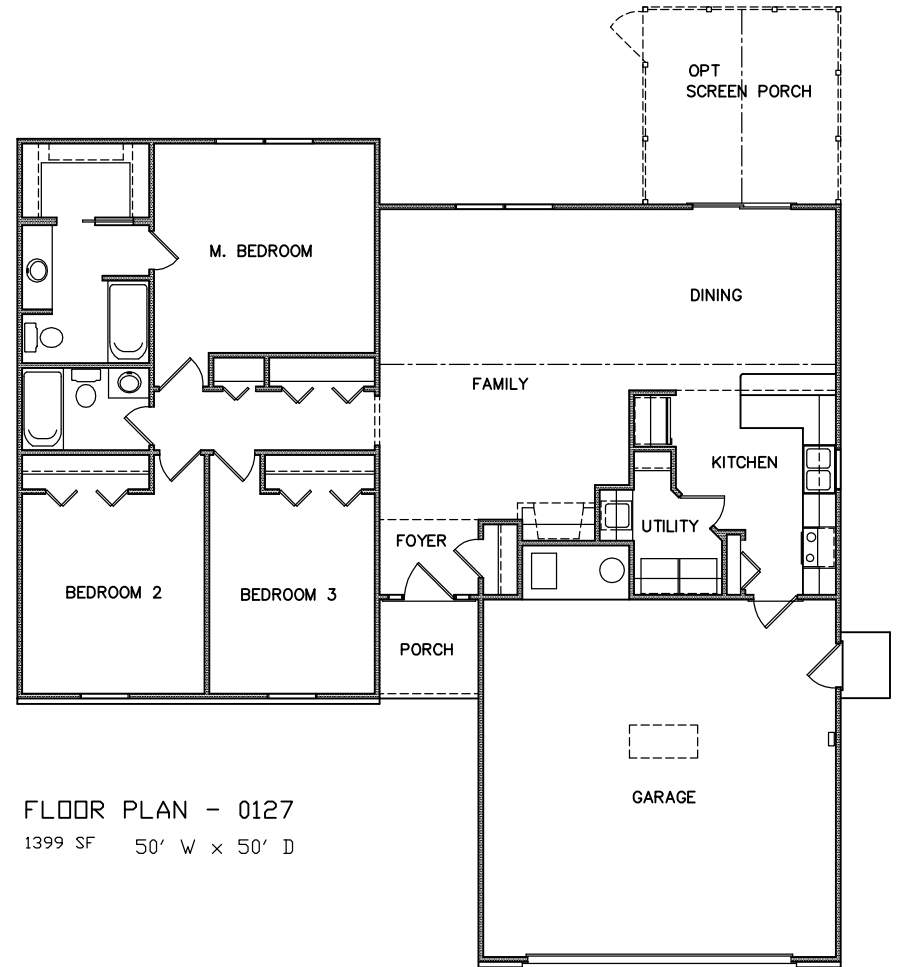 OPT
SCREEN PORCH
M. BEDROOM
DINING
FAMILY
KITCHEN
UTILITY
FOYER
BEDROOM 2
BEDROOM 3
PORCH
GARAGE
FLOOR PLAN - 0127
1399 SF 50' W x 50' D